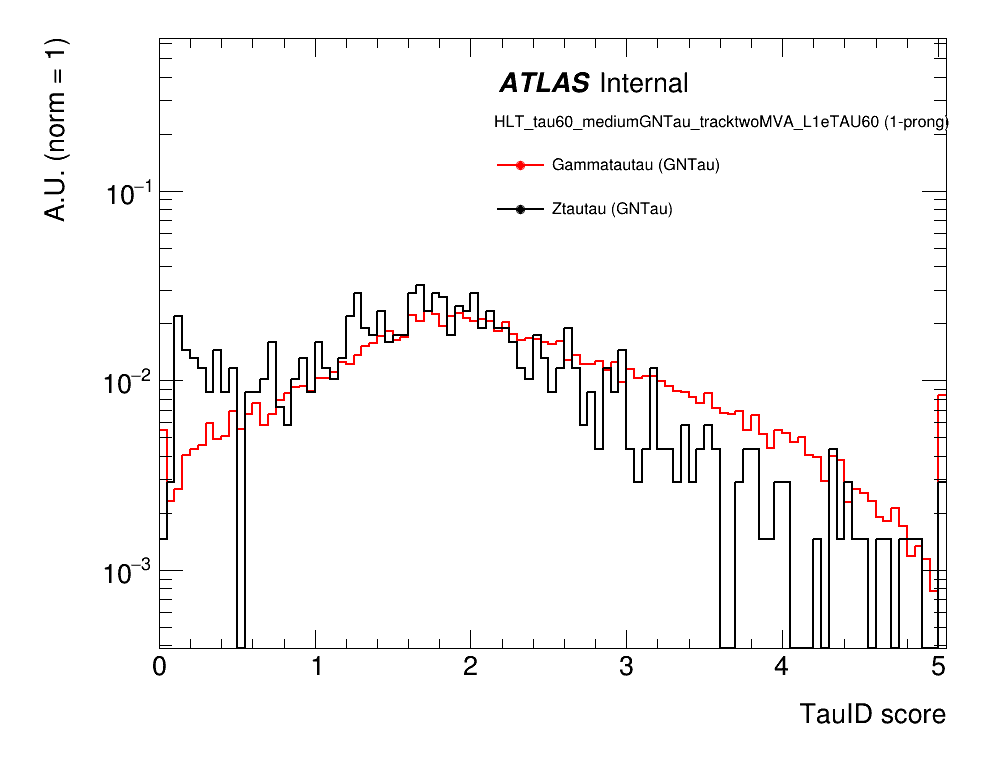 A.U. (norm = 1)
ATLAS Internal
HLT_tau60_mediumGNTau_tracktwoMVA_L1eTAU60 (1-prong)
Gammatautau (GNTau)
Ztautau (GNTau)
10⁻¹
10⁻²
10⁻³
0 1 2 3 4 5
TauID score